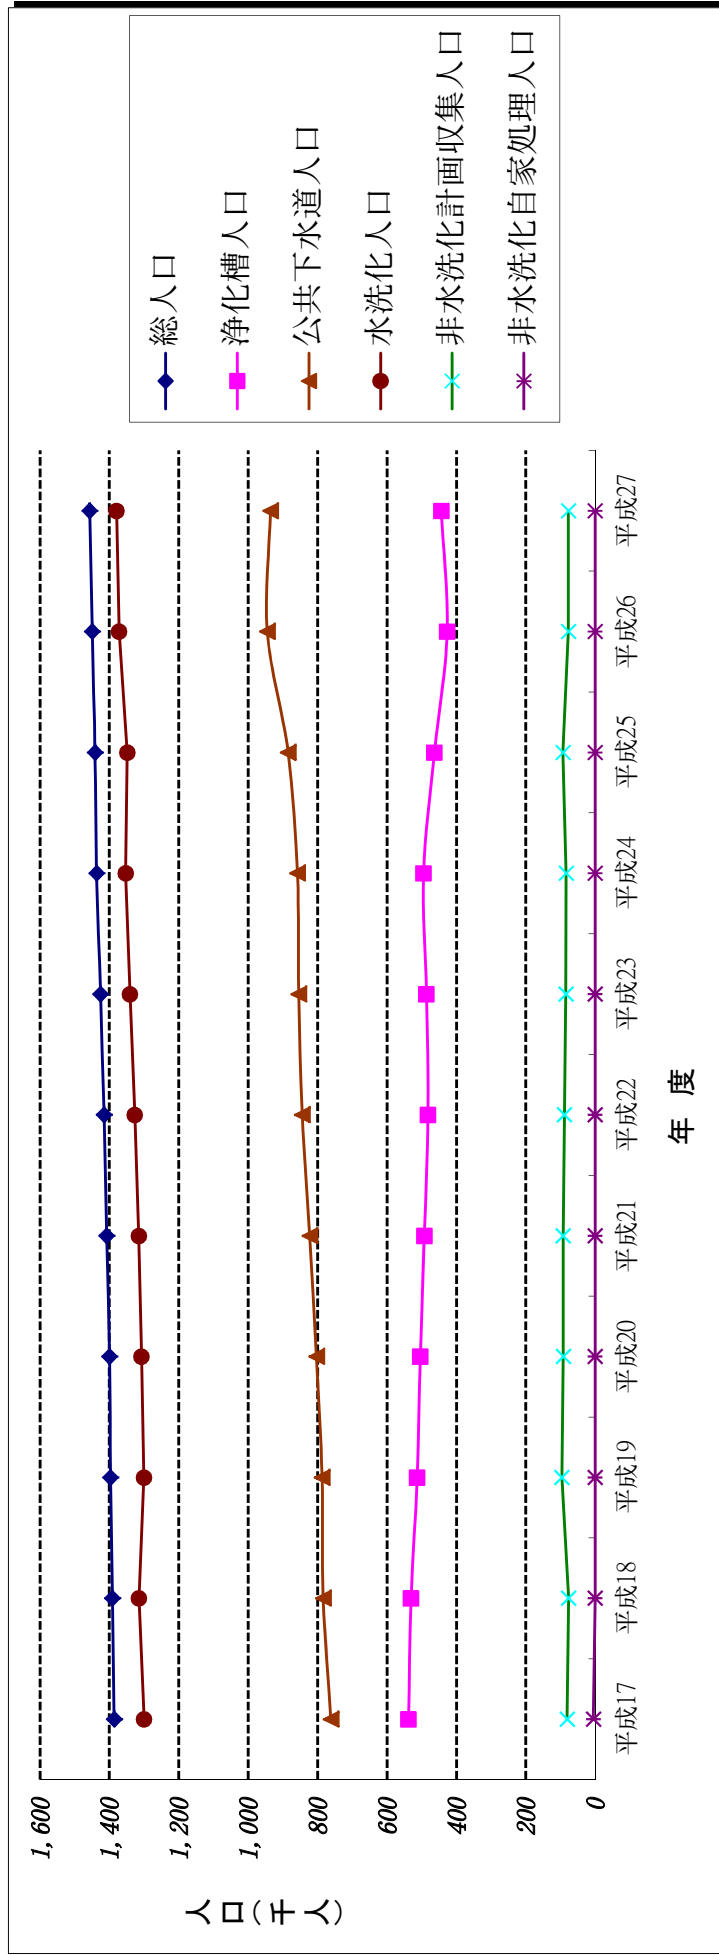 人口(千人)
1,600
1,400
1,200
1,000
800
600
400
200
0
平成17
平成18
平成19
平成20
平成21
平成22
平成23
平成24
平成25
平成26
平成27
年 度
総人口
浄化槽人口
公共下水道人口
水洗化人口
非水洗化計画収集人口
非水洗化自家処理人口